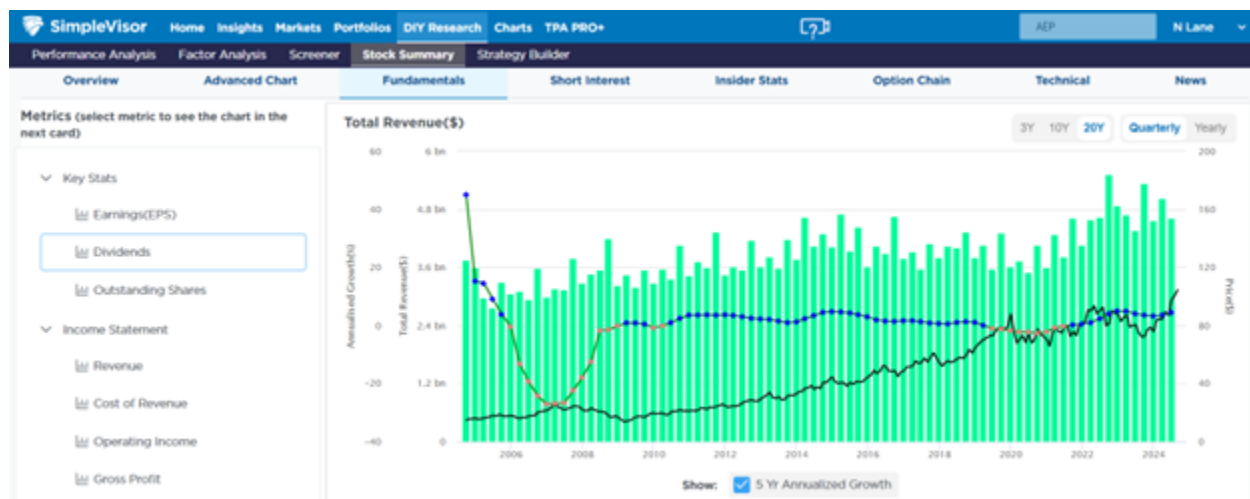 SimpleVisor Home Insights Markets Portfolios DIY Research Charts TPA PRO+ ? AEP N Lane
Performance Analysis Factor Analysis Screener Stock Summary Strategy Builder
Overview Advanced Chart Fundamentals Short Interest Insider Stats Option Chain Technical News
Metrics (select metric to see the chart in the
next card)
Key Stats
Earnings(EPS)
Dividends
Outstanding Shares
Income Statement
Revenue
Cost of Revenue
Operating Income
Gross Profit
Total Revenue($)
3Y 10Y 20Y Quarterly Yearly
60 6 bn 200
40 4.8 bn 160
20 3.6 bn 120
0 2.4 bn 80
-20 1.2 bn 40
-40 0 0
Annualised Growth(%)
Total Revenue($)
Price($)
2006 2008 2010 2012 2014 2016 2018 2020 2022 2024
Show: 5 Yr Annualized Growth